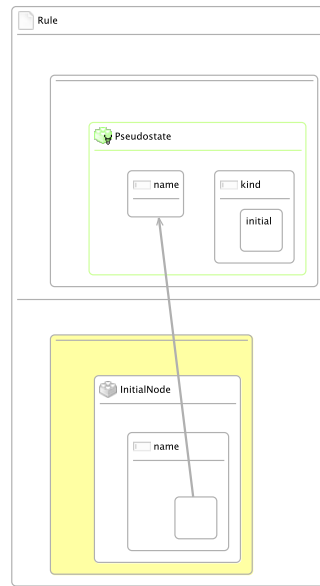 Rule
Pseudostate
name
kind
initial
InitialNode
name